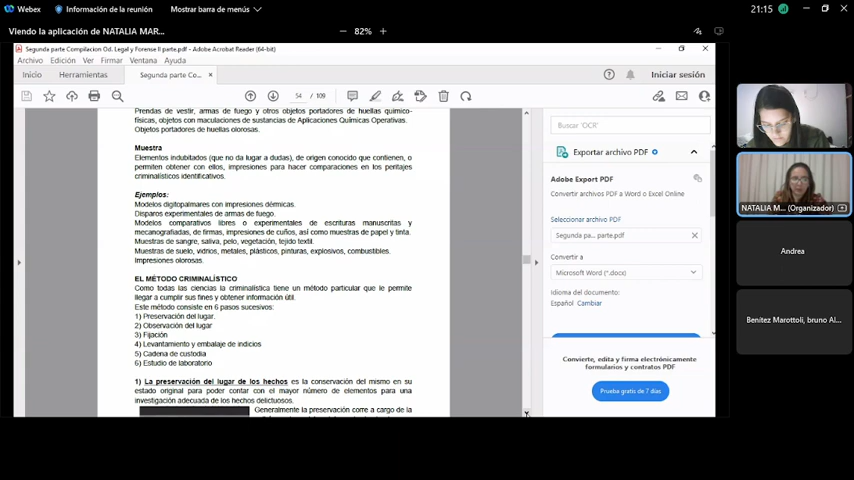 Webex
Información de la reunión
Mostrar barra de menús
21:15
Viendo la aplicación de NATALIA MAR...
82%
Segunda parte Compilacion Od. Legal y Forense II parte.pdf - Adobe Acrobat Reader (64-bit)
Archivo Edición Ver Firmar Ventana Ayuda
Inicio
Herramientas
Segunda parte Co...
Iniciar sesión
54 / 109
Prendas de vestir, armas de fuego y otros objetos portadores de huellas químico-
físicas, objetos con maculaciones de sustancias de Aplicaciones Químicas Operativas.
Objetos portadores de huellas olorosas.
Muestra
Elementos indubitados (que no da lugar a dudas), de origen conocido que contienen, o
permiten obtener con ellos, impresiones para hacer comparaciones en los peritajes
criminalísticos identificativos.
Ejemplos:
Modelos digitopalmares con impresiones dérmicas.
Disparos experimentales de armas de fuego.
Modelos comparativos libres o experimentales de escrituras manuscritas y
mecanografiadas, de firmas, impresiones de cuños, así como muestras de papel y tinta.
Muestras de sangre, saliva, pelo, vegetación, tejido textil.
Muestras de suelo, vidrios, metales, plásticos, pinturas, explosivos, combustibles.
Impresiones olorosas.
EL MÉTODO CRIMINALÍSTICO
Como todas las ciencias la criminalística tiene un método particular que le permite
llegar a cumplir sus fines y obtener información útil.
Este método consiste en 6 pasos sucesivos:
1) Preservación del lugar.
2) Observación del lugar
3) Fijación
4) Levantamiento y embalaje de indicios
5) Cadena de custodia
6) Estudio de laboratorio
1) La preservación del lugar de los hechos es la conservación del mismo en su
estado original para poder contar con el mayor número de elementos para una
investigación adecuada de los hechos delictuosos.
Generalmente la preservación corre a cargo de la
Buscar 'OCR'
Exportar archivo PDF
Adobe Export PDF
Convertir archivos PDF a Word o Excel Online
Seleccionar archivo PDF
Segunda pa... parte.pdf
Convertir a
Microsoft Word (*.docx)
Idioma del documento:
Español Cambiar
Convierte, edita y firma electrónicamente
formularios y contratos PDF
Prueba gratis de 7 días
NATALIA M... (Organizador)
Andrea
Benítez Marottoli, bruno Al...